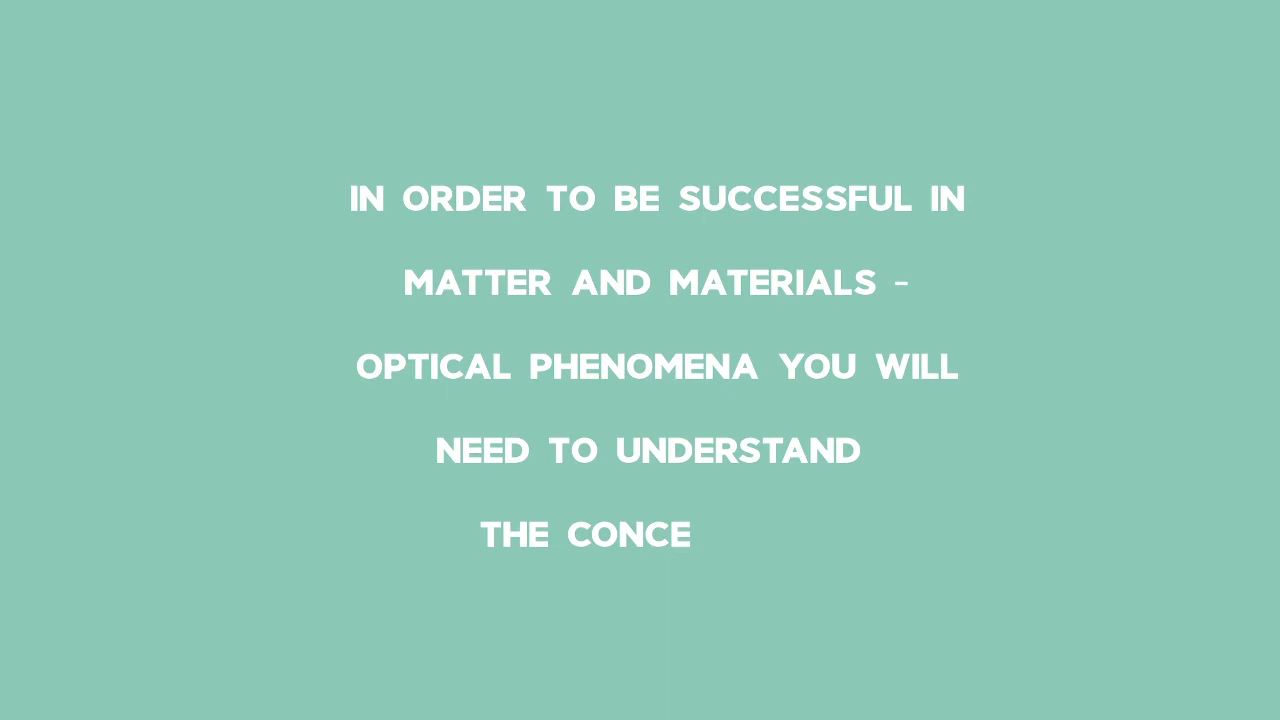 IN ORDER TO BE SUCCESSFUL IN
MATTER AND MATERIALS -
OPTICAL PHENOMENA YOU WILL
NEED TO UNDERSTAND
THE CONCE